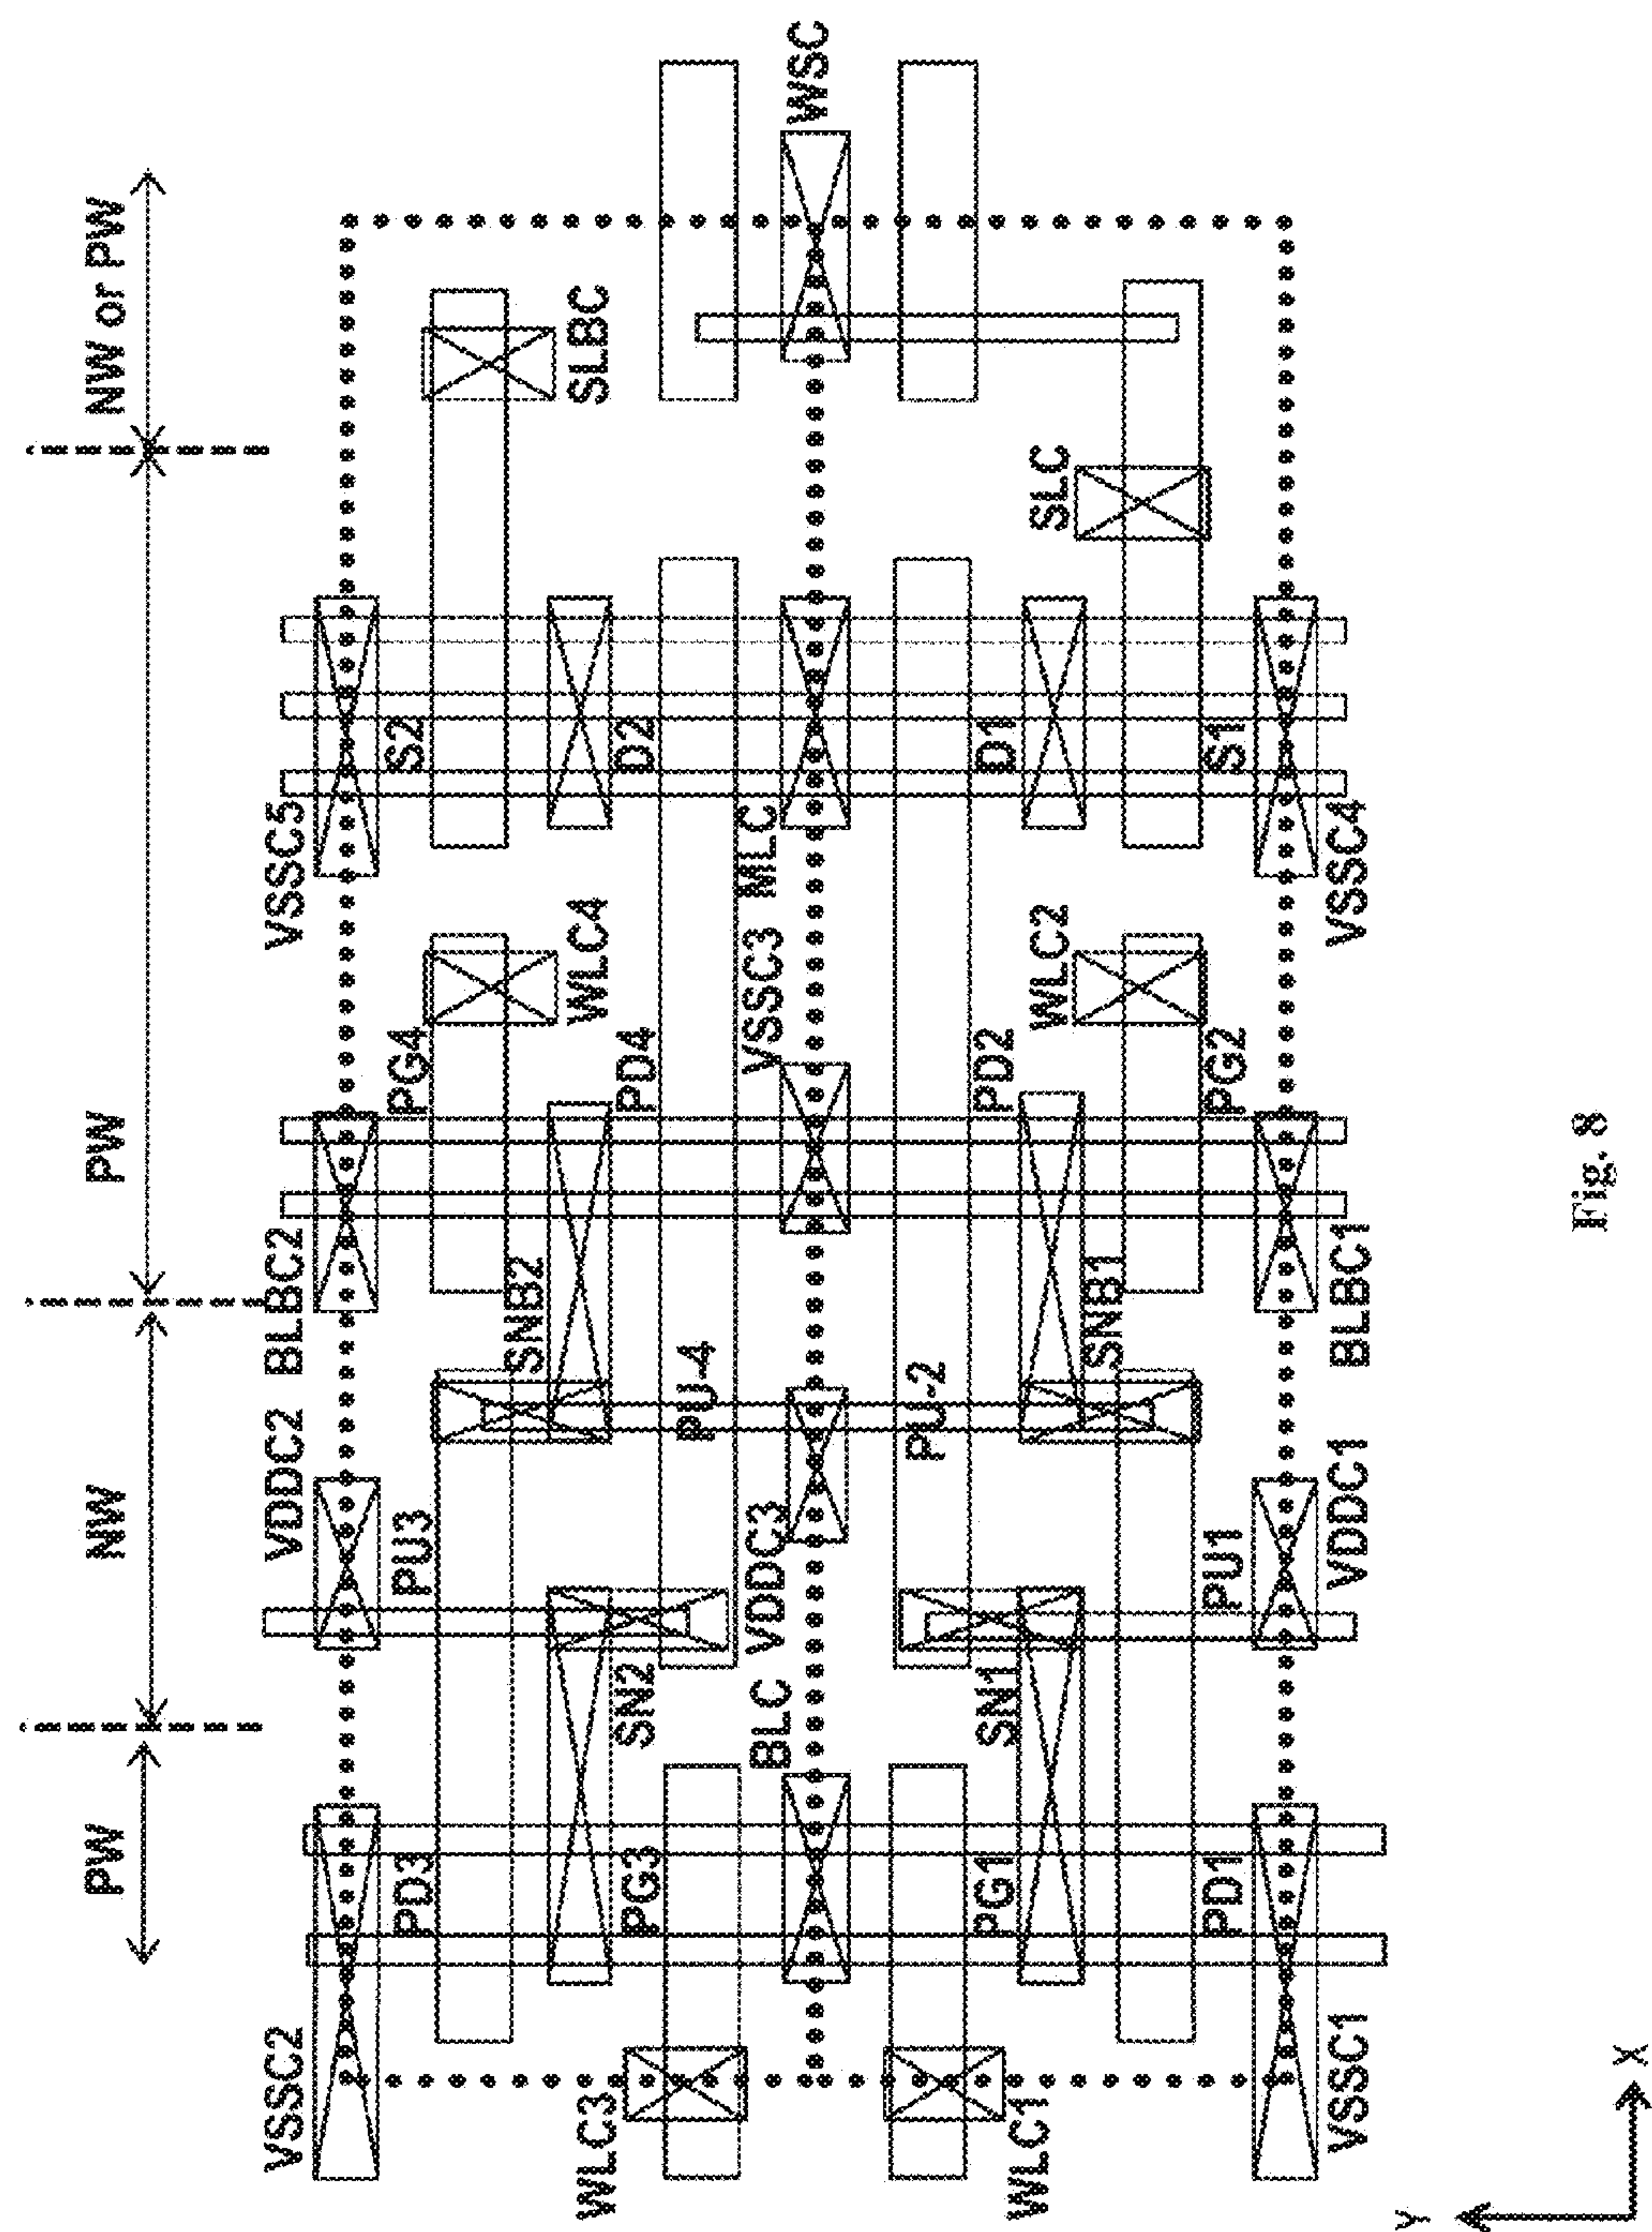 PW
NW
PW
NW or PW
VSSC2
VDDC2
BLBC2
VSSC5
PD3
PU3
PG4
S2
SNB2
WLC4
SLBC
WLC3
PG3
SN2
PU-4
PD4
D2
BLC
VDDC3
VSSC3
MLC
WSC
PU-2
PG1
SN1
PD2
D1
WLC1
SNB1
WLC2
SLC
PD1
PU1
PG2
S1
VSSC1
VDDC1
BLBC1
VSSC4
Y
X
Fig. 8